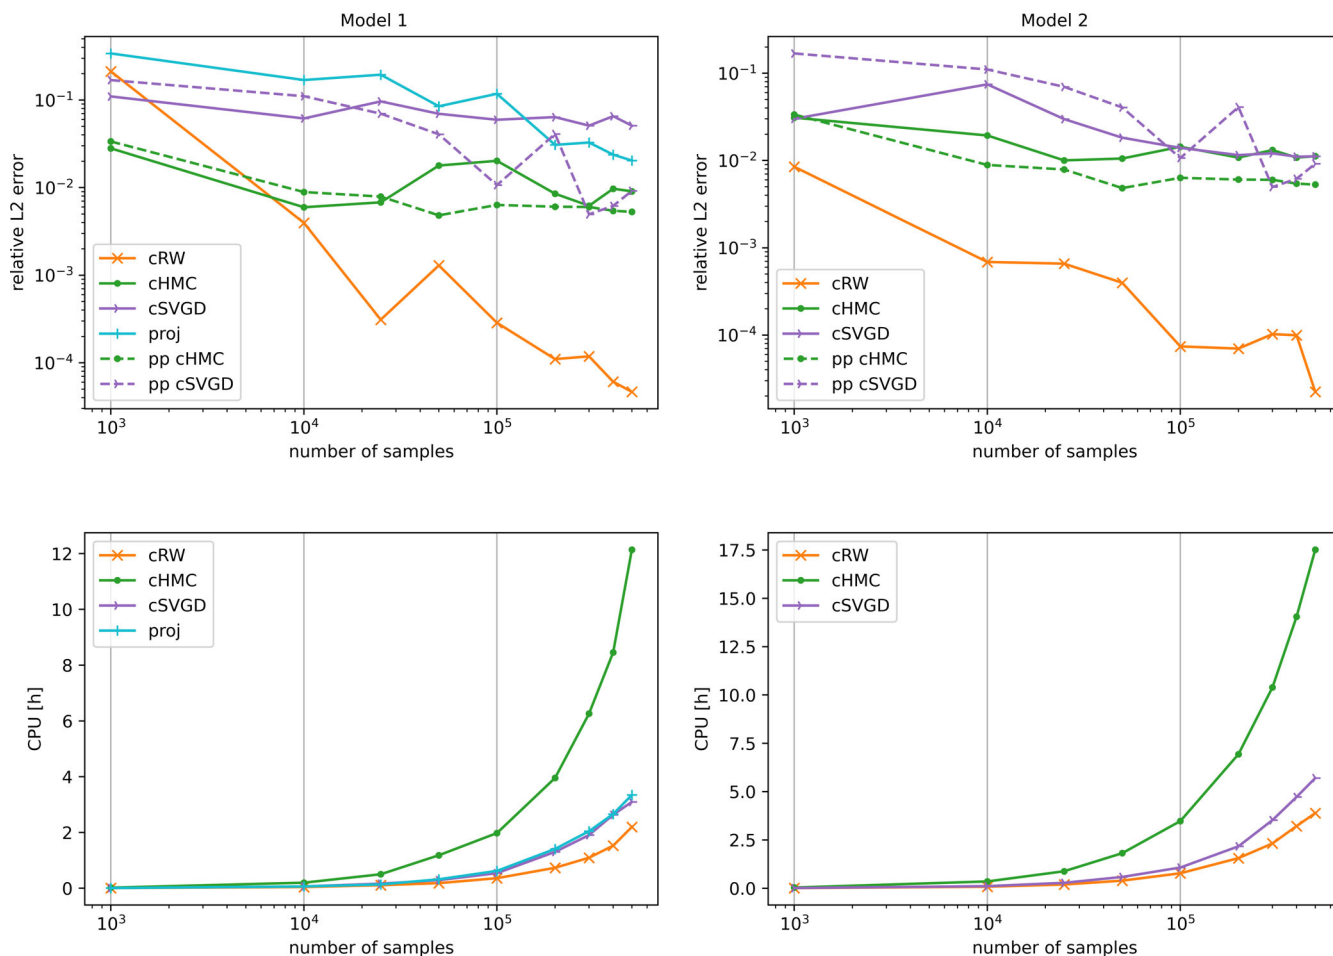 Model 1
relative L2 error
10⁻¹
10⁻²
10⁻³
10⁻⁴
cRW
cHMC
cSVGD
proj
pp cHMC
pp cSVGD
10³
10⁴
10⁵
number of samples
Model 2
relative L2 error
10⁻¹
10⁻²
10⁻³
10⁻⁴
cRW
cHMC
cSVGD
pp cHMC
pp cSVGD
10³
10⁴
10⁵
number of samples
CPU [h]
12
10
8
6
4
2
0
cRW
cHMC
cSVGD
proj
10³
10⁴
10⁵
number of samples
CPU [h]
17.5
15.0
12.5
10.0
7.5
5.0
2.5
0.0
cRW
cHMC
cSVGD
10³
10⁴
10⁵
number of samples